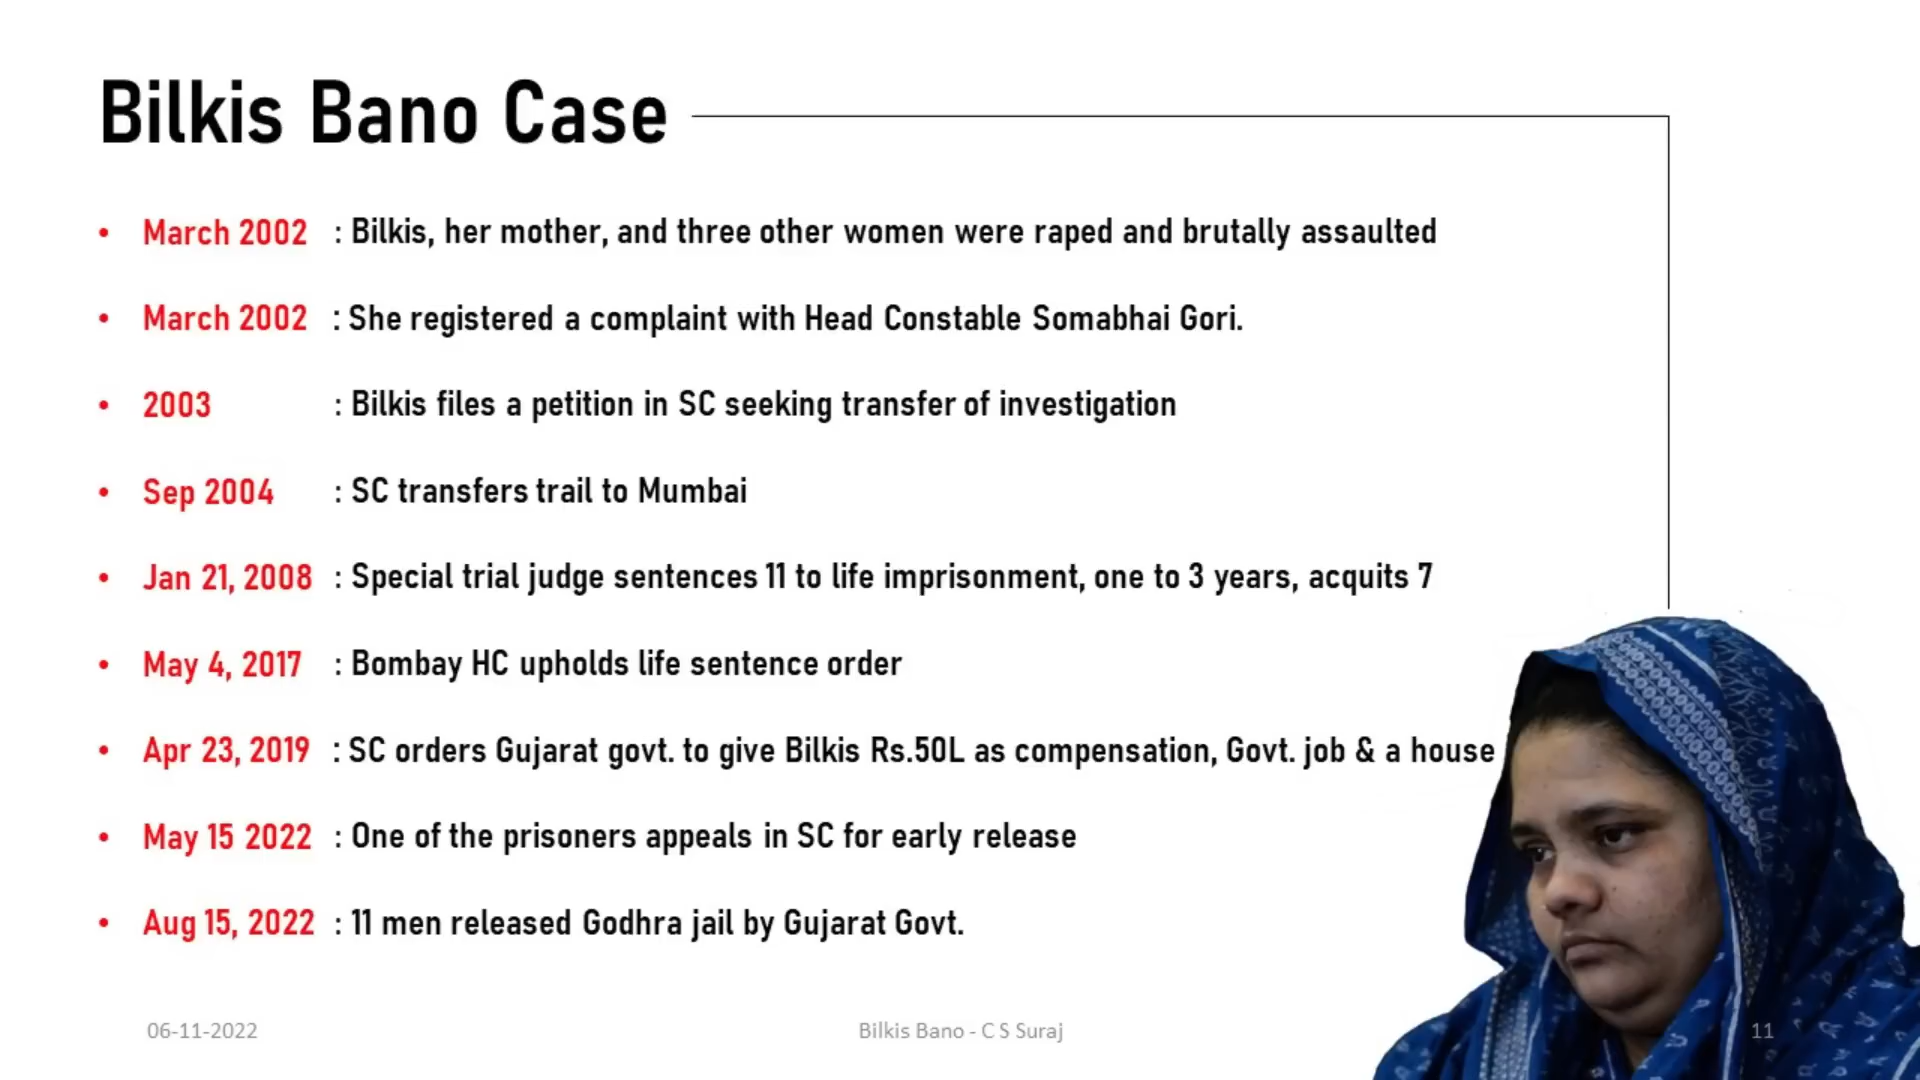 Bilkis Bano Case
• March 2002 : Bilkis, her mother, and three other women were raped and brutally assaulted
• March 2002 : She registered a complaint with Head Constable Somabhai Gori.
• 2003 : Bilkis files a petition in SC seeking transfer of investigation
• Sep 2004 : SC transfers trail to Mumbai
• Jan 21, 2008 : Special trial judge sentences 11 to life imprisonment, one to 3 years, acquits 7
• May 4, 2017 : Bombay HC upholds life sentence order
• Apr 23, 2019 : SC orders Gujarat govt. to give Bilkis Rs.50L as compensation, Govt. job & a house
• May 15 2022 : One of the prisoners appeals in SC for early release
• Aug 15, 2022 : 11 men released Godhra jail by Gujarat Govt.
06-11-2022 Bilkis Bano - C S Suraj 11